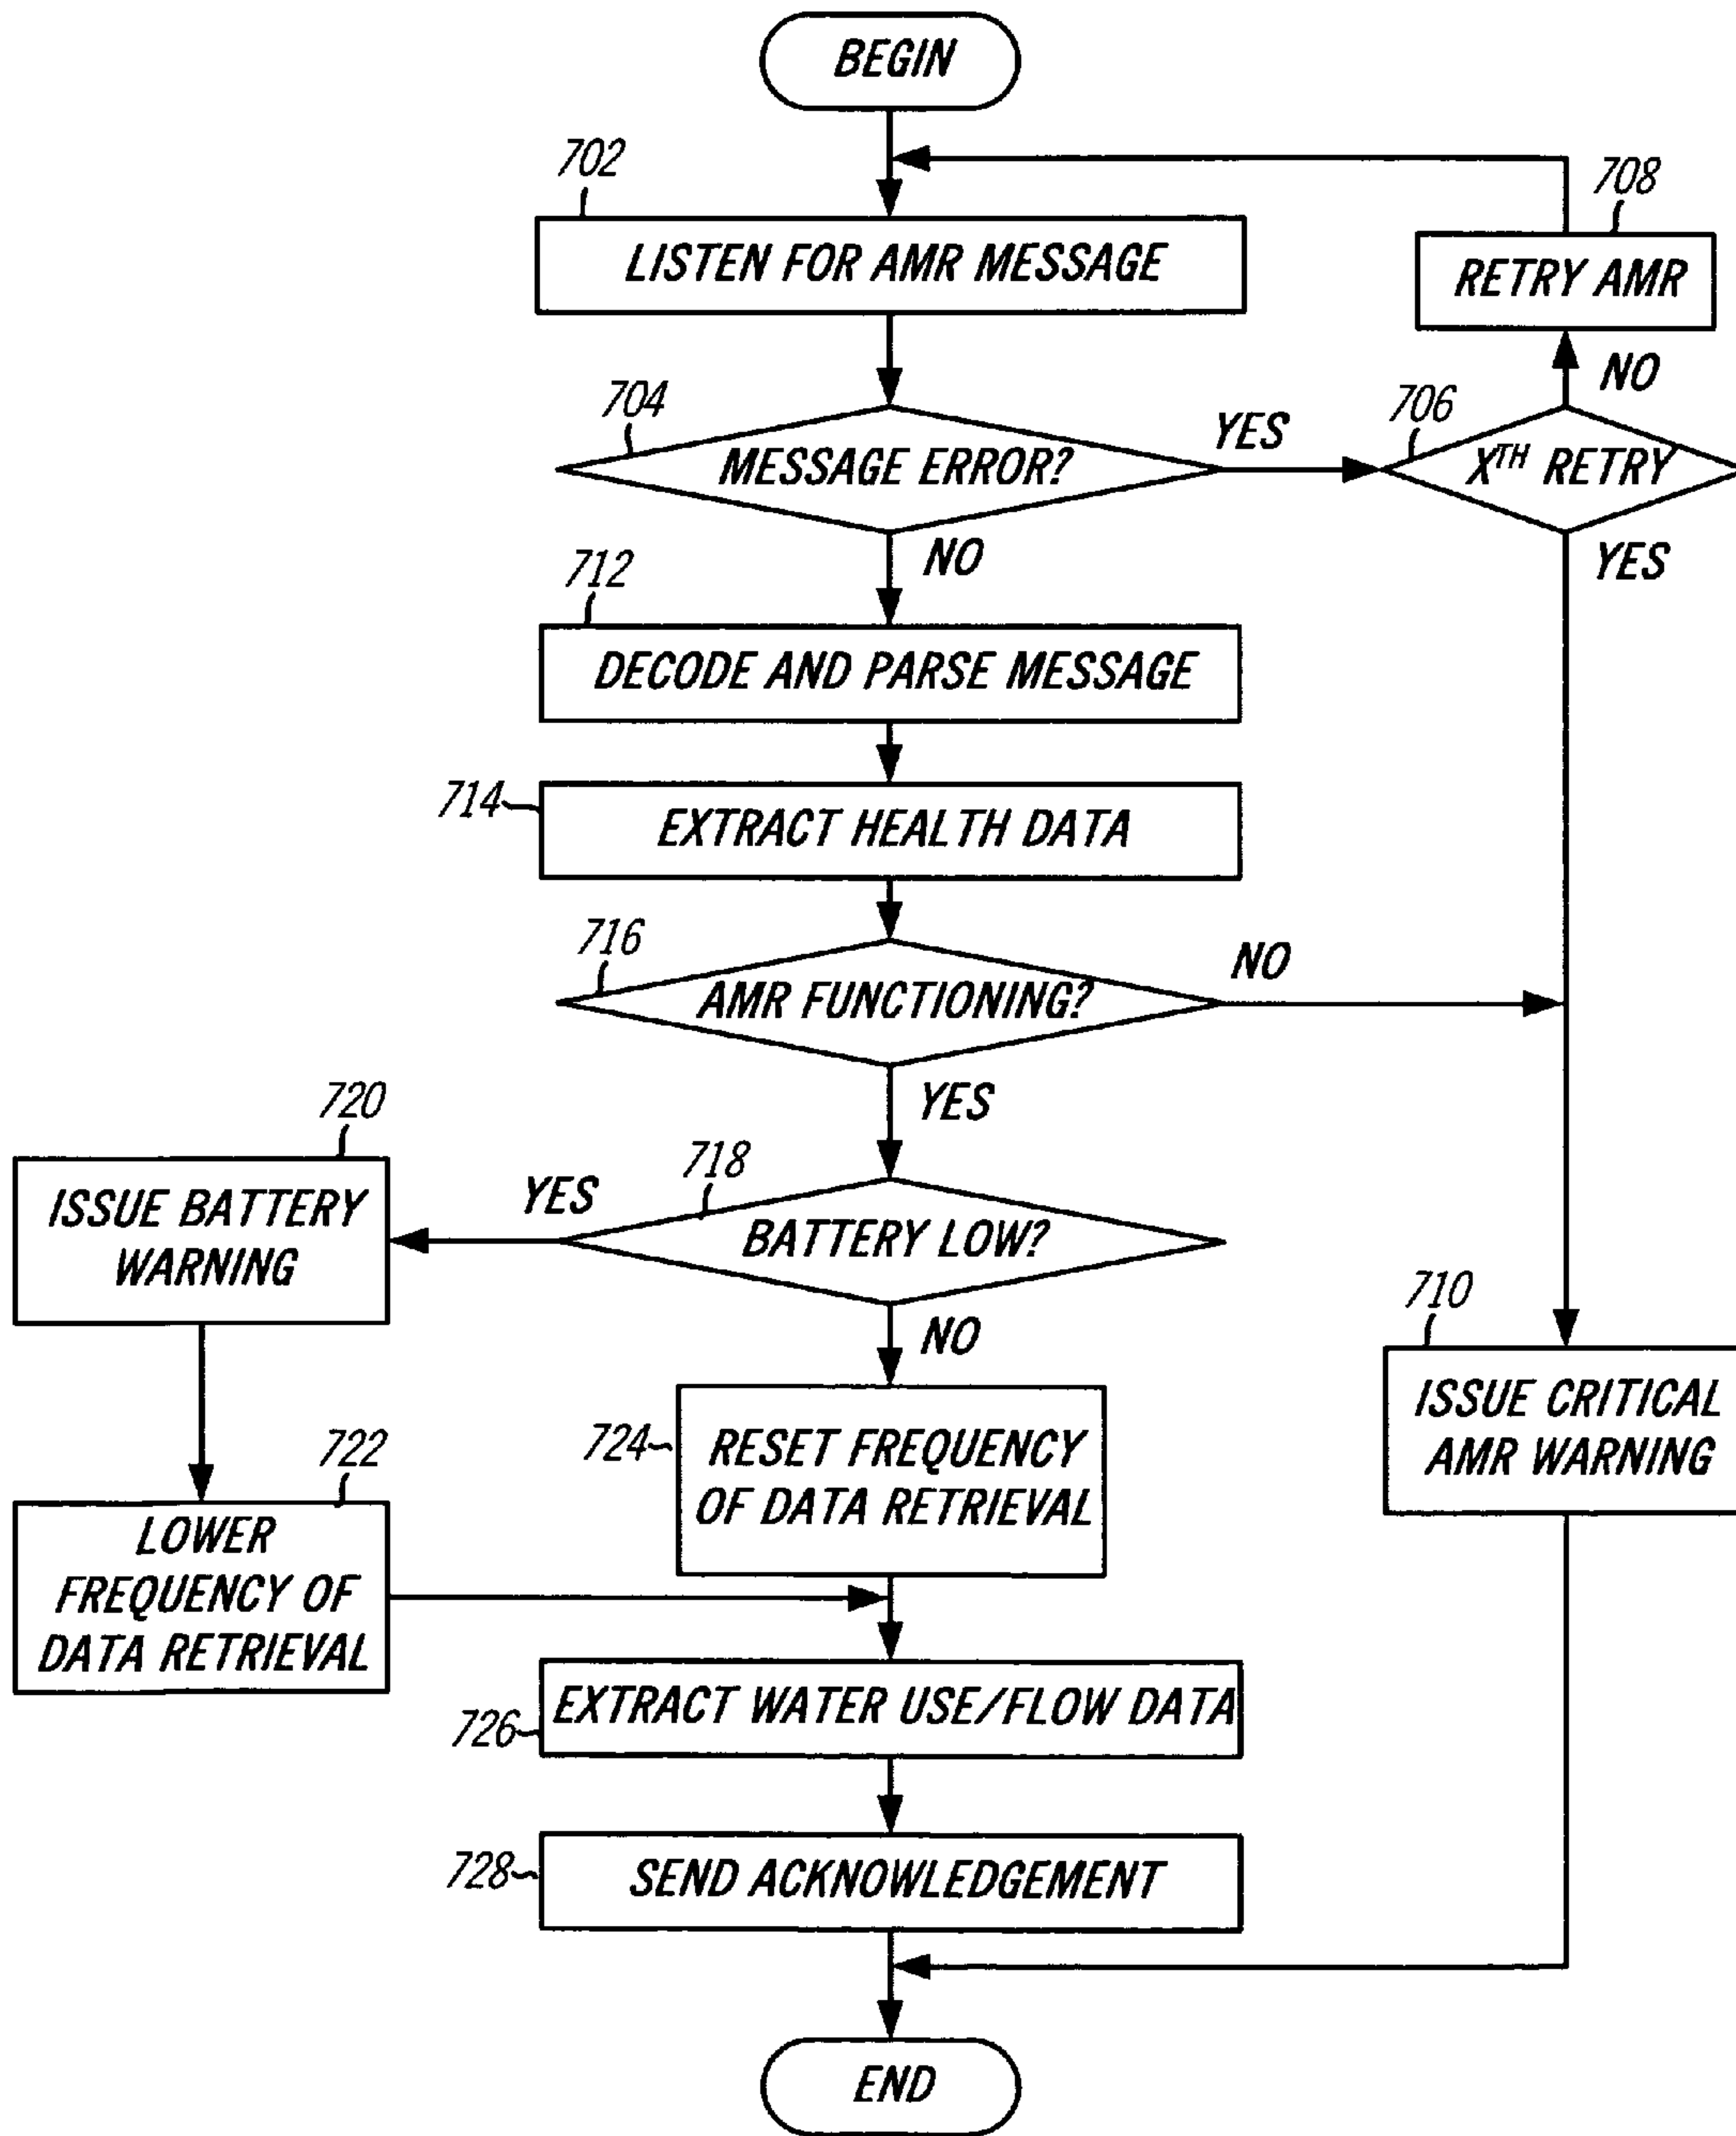 BEGIN
702
708
LISTEN FOR AMR MESSAGE
RETRY AMR
NO
704
YES
706
MESSAGE ERROR?
XTH RETRY
NO
YES
712
DECODE AND PARSE MESSAGE
714
EXTRACT HEALTH DATA
716
NO
AMR FUNCTIONING?
720
YES
718
YES
ISSUE BATTERY
WARNING
BATTERY LOW?
710
NO
ISSUE CRITICAL
AMR WARNING
722
724
RESET FREQUENCY
OF DATA RETRIEVAL
LOWER
FREQUENCY OF
DATA RETRIEVAL
EXTRACT WATER USE/FLOW DATA
726
728
SEND ACKNOWLEDGEMENT
END